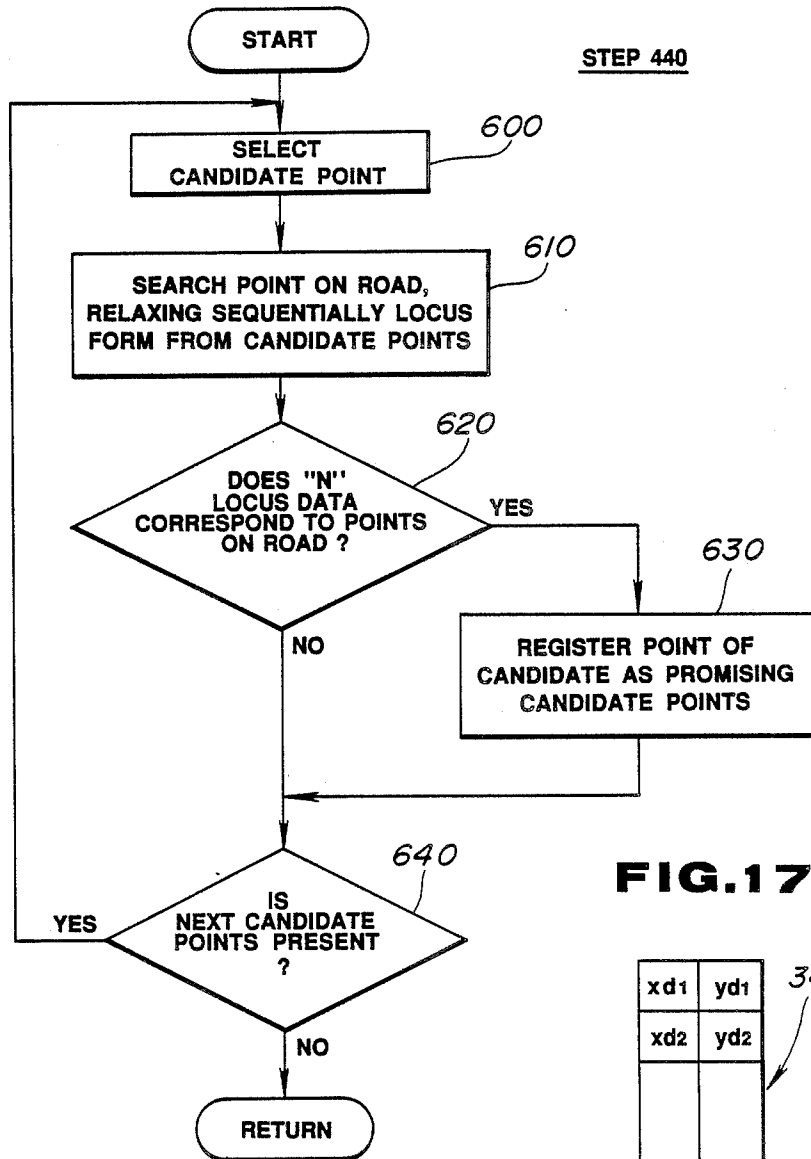 START
STEP 440
600
SELECT
CANDIDATE POINT
610
SEARCH POINT ON ROAD,
RELAXING SEQUENTIALLY LOCUS
FORM FROM CANDIDATE POINTS
620
DOES "N"
LOCUS DATA
CORRESPOND TO POINTS
ON ROAD ?
YES
NO
630
REGISTER POINT OF
CANDIDATE AS PROMISING
CANDIDATE POINTS
640
IS
NEXT CANDIDATE
POINTS PRESENT
?
YES
NO
RETURN
FIG.17
xd1 yd1
xd2 yd2